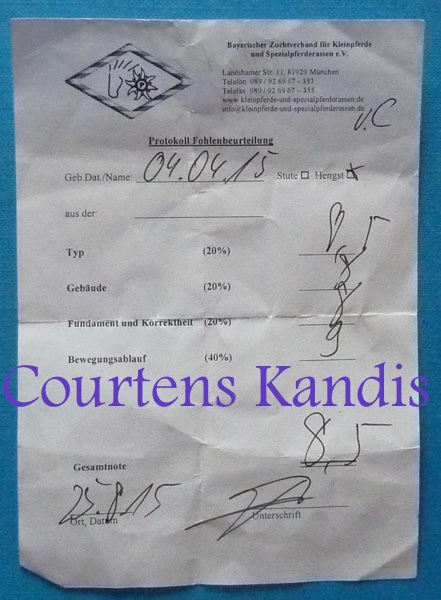 Bayerischer Zuchtverband für Kleinpferde
und Spezialpferderassen e.V.
Landshamer Str. 11, 81929 München
Telefon 089 / 92 69 67 - 353
Telefax 089 / 92 69 67 - 355
www.kleinpferde-und-spezialpferderassen.de
info@kleinpferde-und-spezialpferderassen.de
v.C
P
Protokoll Fohlenbeurteilung
Geb.Dat /Name: 04.04.15 Stute Hengst
aus der:
Typ (20%) 8,5
Gebäude (20%) 8
Fundament und Korrektheit (20%) 8
Bewegungsablauf (40%) 9
Courtens Kandis
Gesamtnote 8,5
25.8.15
Ort, Datum Unterschrift